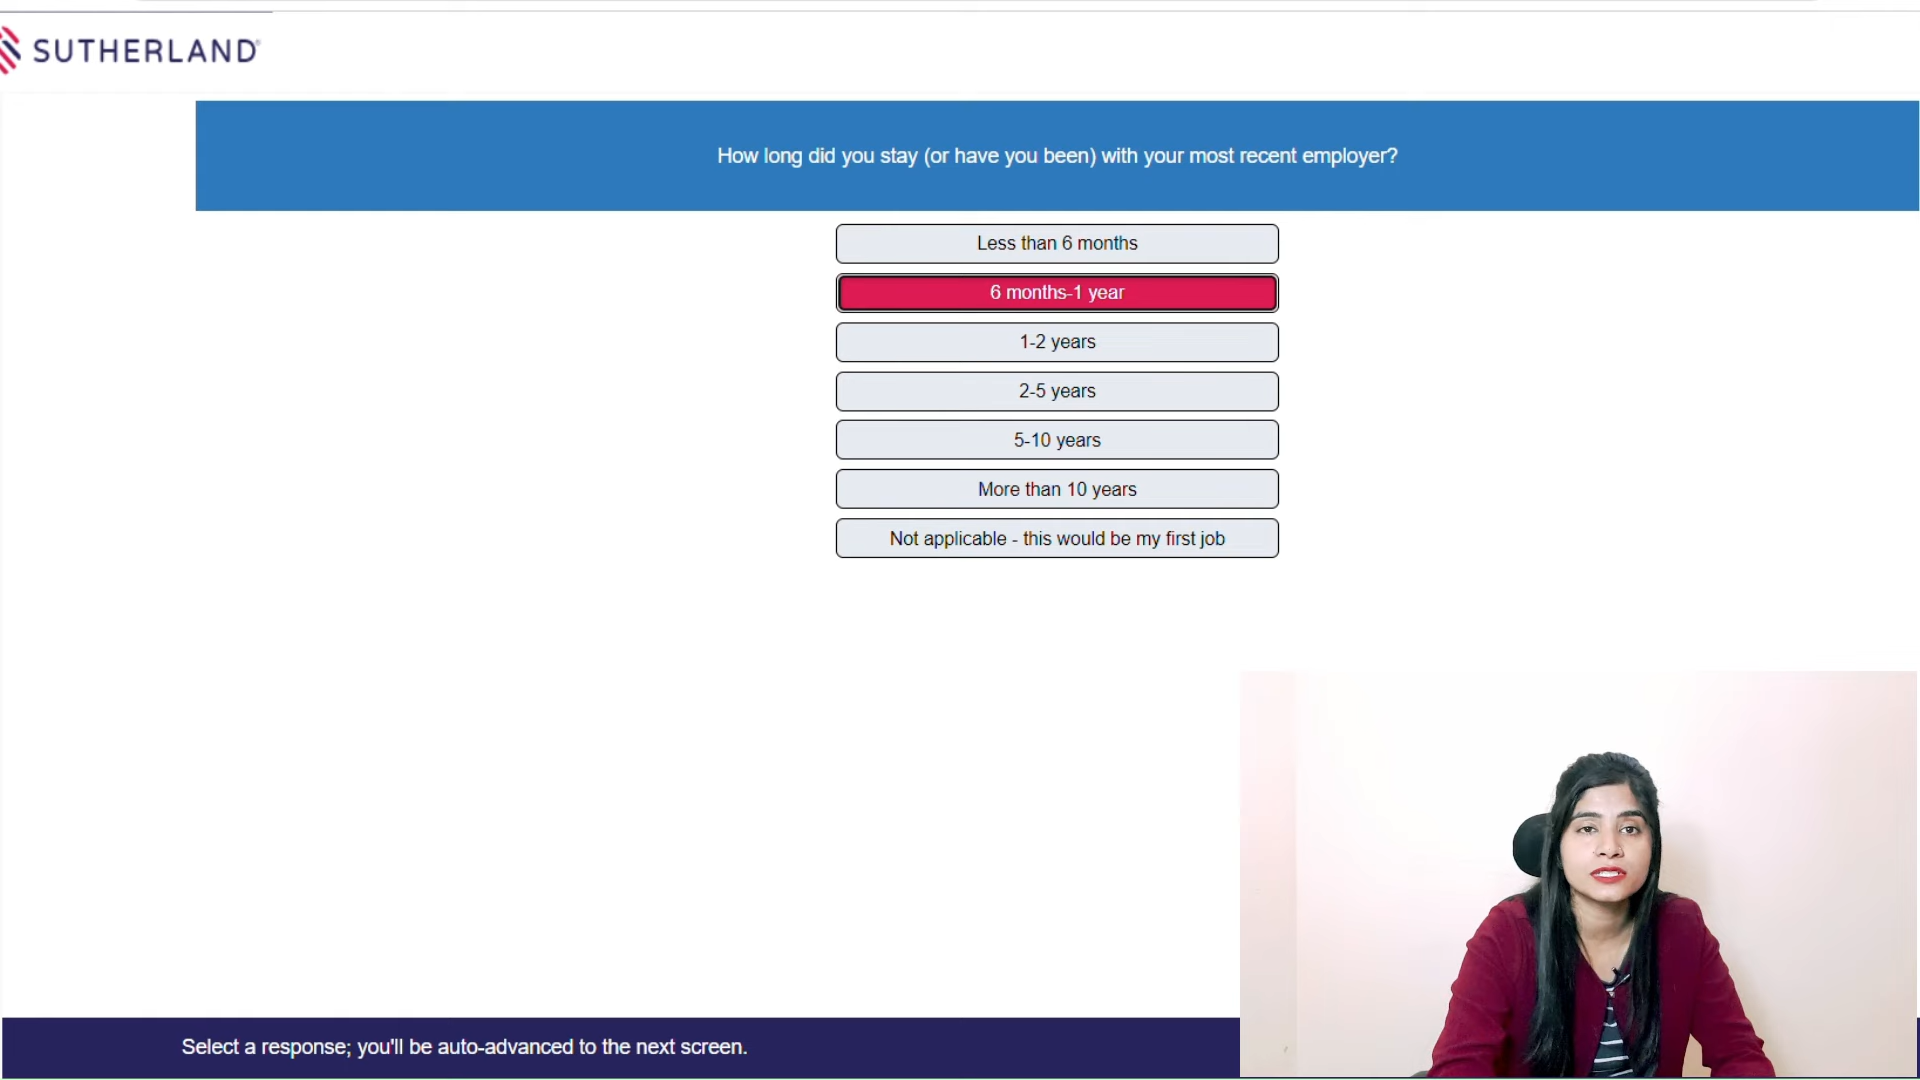 SUTHERLAND
How long did you stay (or have you been) with your most recent employer?
Less than 6 months
6 months-1 year
1-2 years
2-5 years
5-10 years
More than 10 years
Not applicable - this would be my first job
Select a response; you'll be auto-advanced to the next screen.